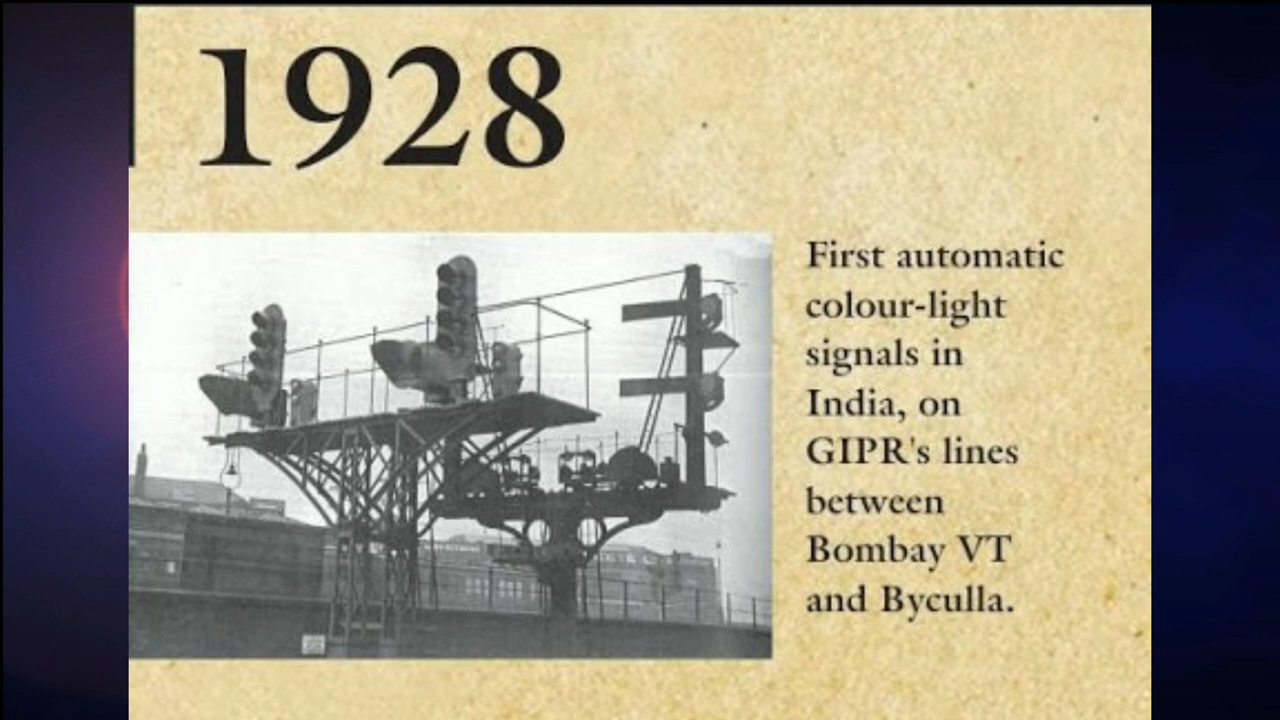 1928
First automatic
colour-light
signals in
India, on
GIPR's lines
between
Bombay VT
and Byculla.